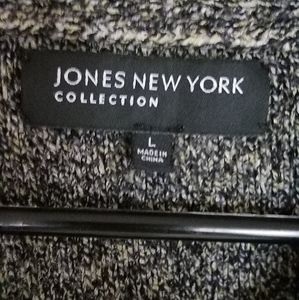 JONES NEW YORK
COLLECTION
L
MADE IN
CHINA